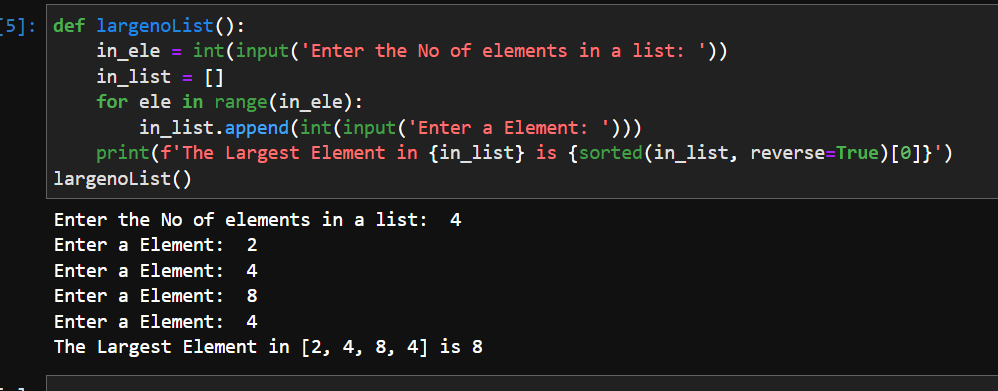 [5]: def largenoList():
    in_ele = int(input('Enter the No of elements in a list: '))
    in_list = []
    for ele in range(in_ele):
        in_list.append(int(input('Enter a Element: ')))
    print(f'The Largest Element in {in_list} is {sorted(in_list, reverse=True)[0]}')
largenoList()
Enter the No of elements in a list:  4
Enter a Element:  2
Enter a Element:  4
Enter a Element:  8
Enter a Element:  4
The Largest Element in [2, 4, 8, 4] is 8